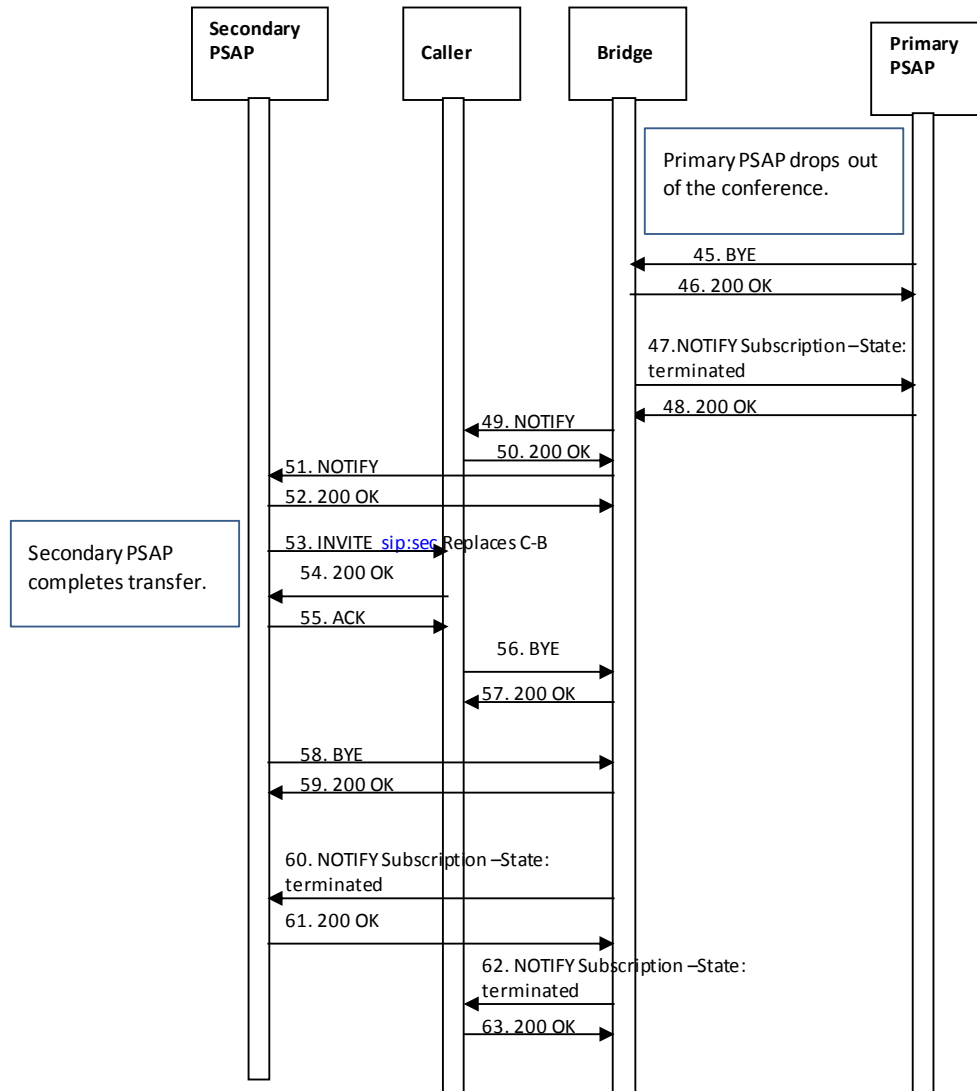 Secondary
PSAP
Caller
Bridge
Primary
PSAP
Primary PSAP drops out
of the conference.
45. BYE
46. 200 OK
47.NOTIFY Subscription –State:
terminated
48. 200 OK
49. NOTIFY
50. 200 OK
51. NOTIFY
52. 200 OK
Secondary PSAP
completes transfer.
53. INVITE sip:sec Replaces C-B
54. 200 OK
55. ACK
56. BYE
57. 200 OK
58. BYE
59. 200 OK
60. NOTIFY Subscription –State:
terminated
61. 200 OK
62. NOTIFY Subscription –State:
terminated
63. 200 OK